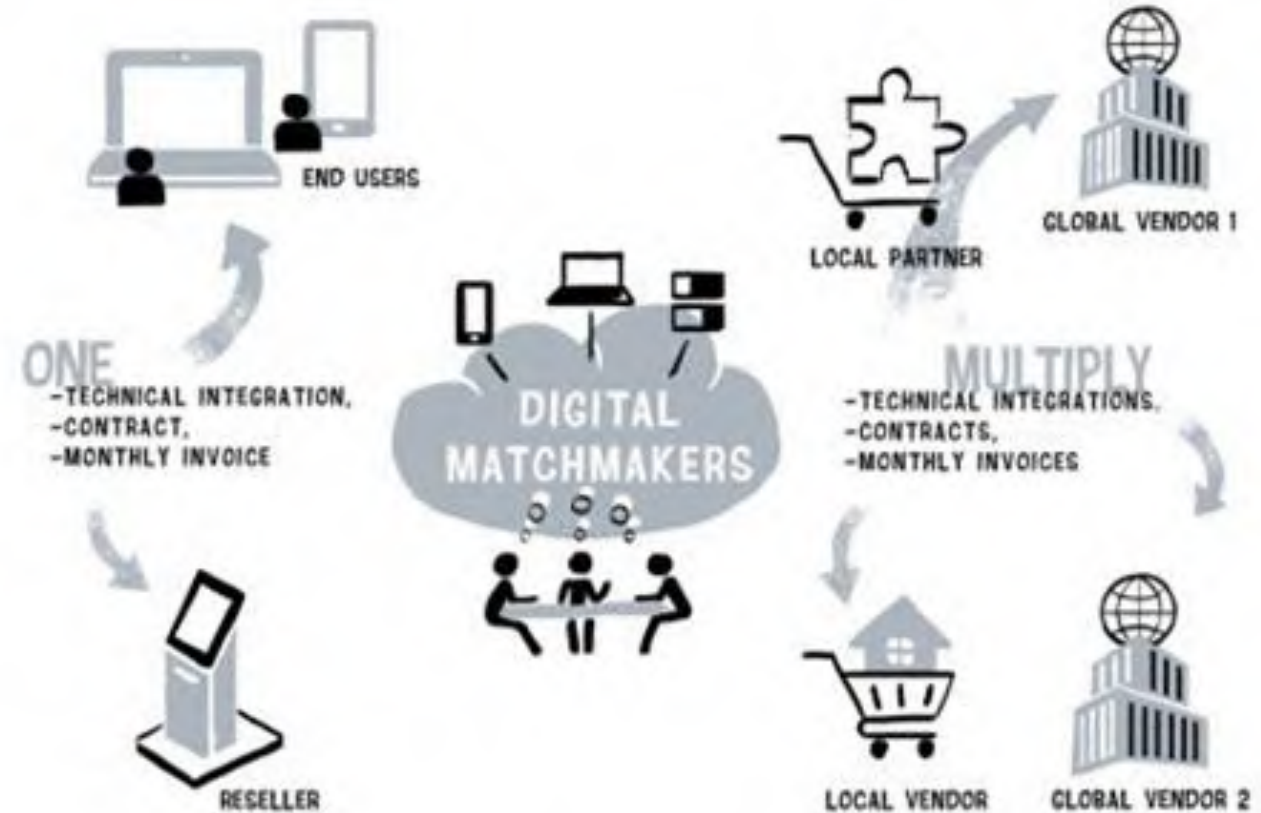 END USERS
LOCAL PARTNER
GLOBAL VENDOR 1
ONE
-TECHNICAL INTEGRATION,
-CONTRACT,
-MONTHLY INVOICE
DIGITAL
MATCHMAKERS
MULTIPLY
-TECHNICAL INTEGRATIONS,
-CONTRACTS,
-MONTHLY INVOICES
RESELLER
LOCAL VENDOR
GLOBAL VENDOR 2